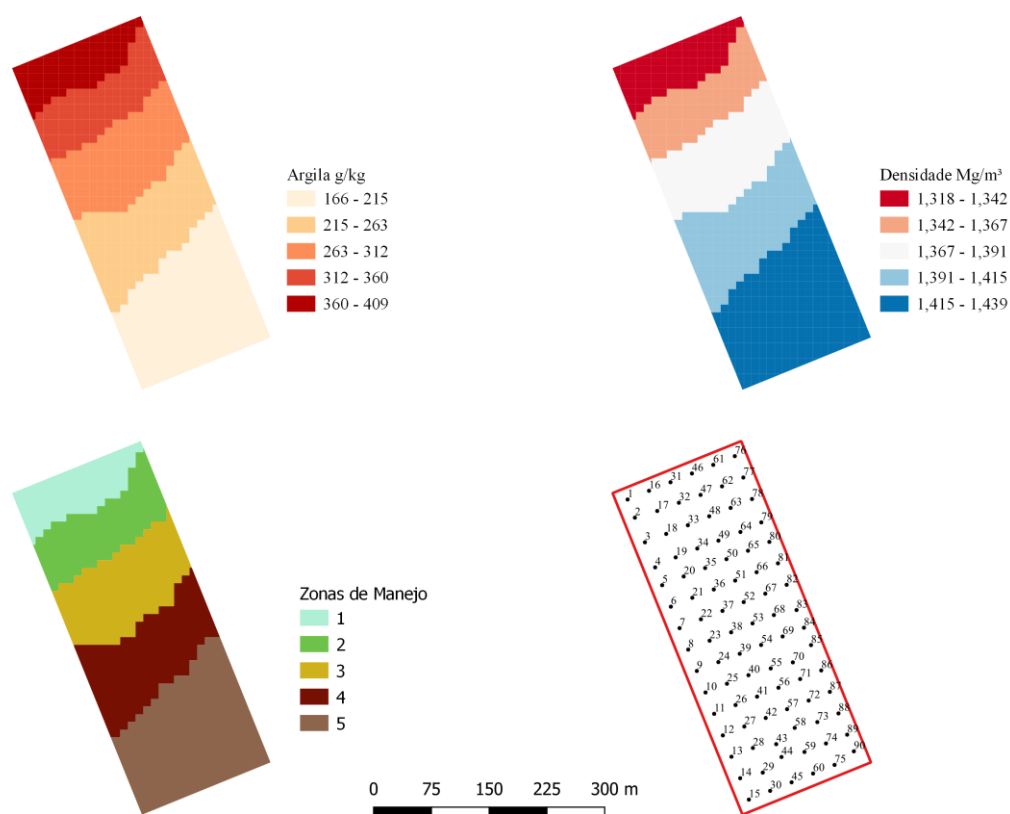 Argila g/kg
166 - 215
215 - 263
263 - 312
312 - 360
360 - 409
Densidade Mg/m³
1,318 - 1,342
1,342 - 1,367
1,367 - 1,391
1,391 - 1,415
1,415 - 1,439
Zonas de Manejo
1
2
3
4
5
0 75 150 225 300 m
1 16 31 46 61 76
2 17 32 47 62 77
3 18 33 48 63 78
4 19 34 49 64 79
5 20 35 50 65 80
6 21 36 51 66 81
7 22 37 52 67 82
8 23 38 53 68 83
9 24 39 54 69 84
10 25 40 55 70 85
11 26 41 56 71 86
12 27 42 57 72 87
13 28 43 58 73 88
14 29 44 59 74 89
15 30 45 60 75 90